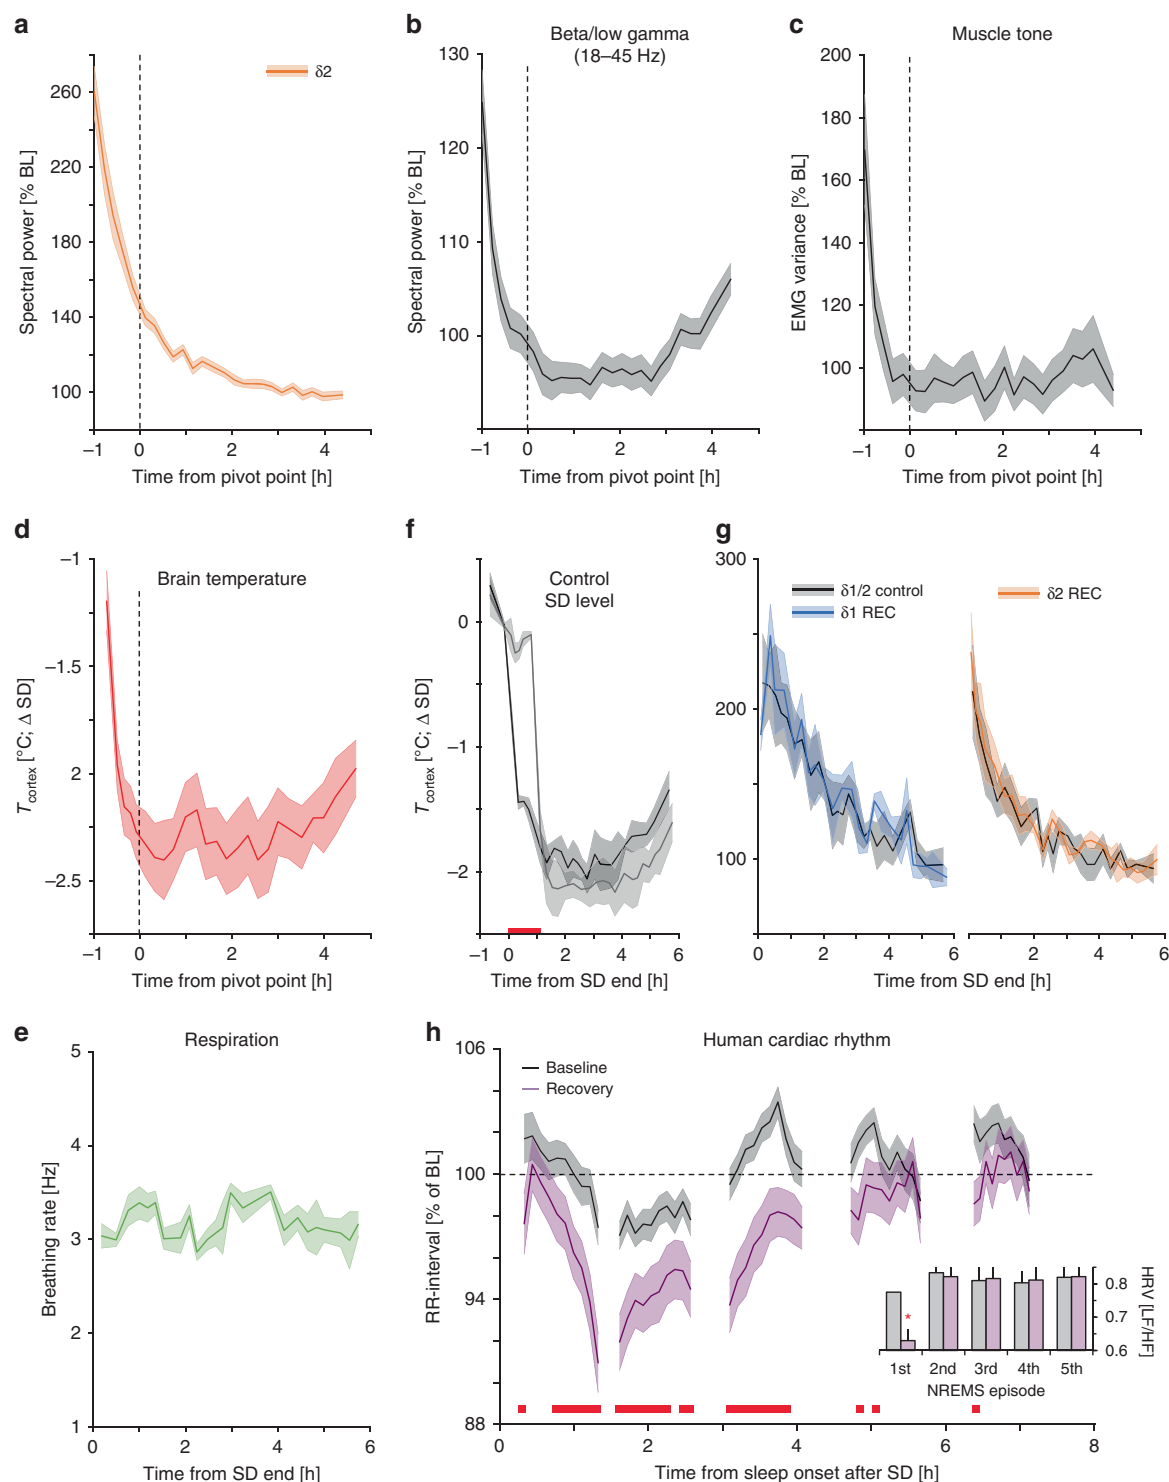 a
δ2
Spectral power [% BL]
260
220
180
140
100
−1
0
2
4
Time from pivot point [h]
b
Beta/low gamma
(18–45 Hz)
Spectral power [% BL]
130
120
110
100
−1
0
2
4
Time from pivot point [h]
c
Muscle tone
EMG variance [% BL]
200
180
160
140
120
100
−1
0
2
4
Time from pivot point [h]
d
Brain temperature
Tcortex [°C; Δ SD]
−1
−1.5
2
−2.5
−1
0
2
4
Time from pivot point [h]
f
Control
SD level
Tcortex [°C; Δ SD]
0
−1
−2
−1
0
2
4
6
Time from SD end [h]
g
δ1/2 control
δ1 REC
δ2 REC
300
200
100
0
2
4
6
0
2
4
6
Time from SD end [h]
e
Respiration
Breathing rate [Hz]
5
4
3
2
1
0
2
4
6
Time from SD end [h]
h
Human cardiac rhythm
Baseline
Recovery
RR-interval [% of BL]
106
100
94
88
0
2
4
6
8
Time from sleep onset after SD [h]
*
HRV [LF/HF]
0.8
0.7
0.6
1st 2nd 3rd 4th 5th
NREMS episode